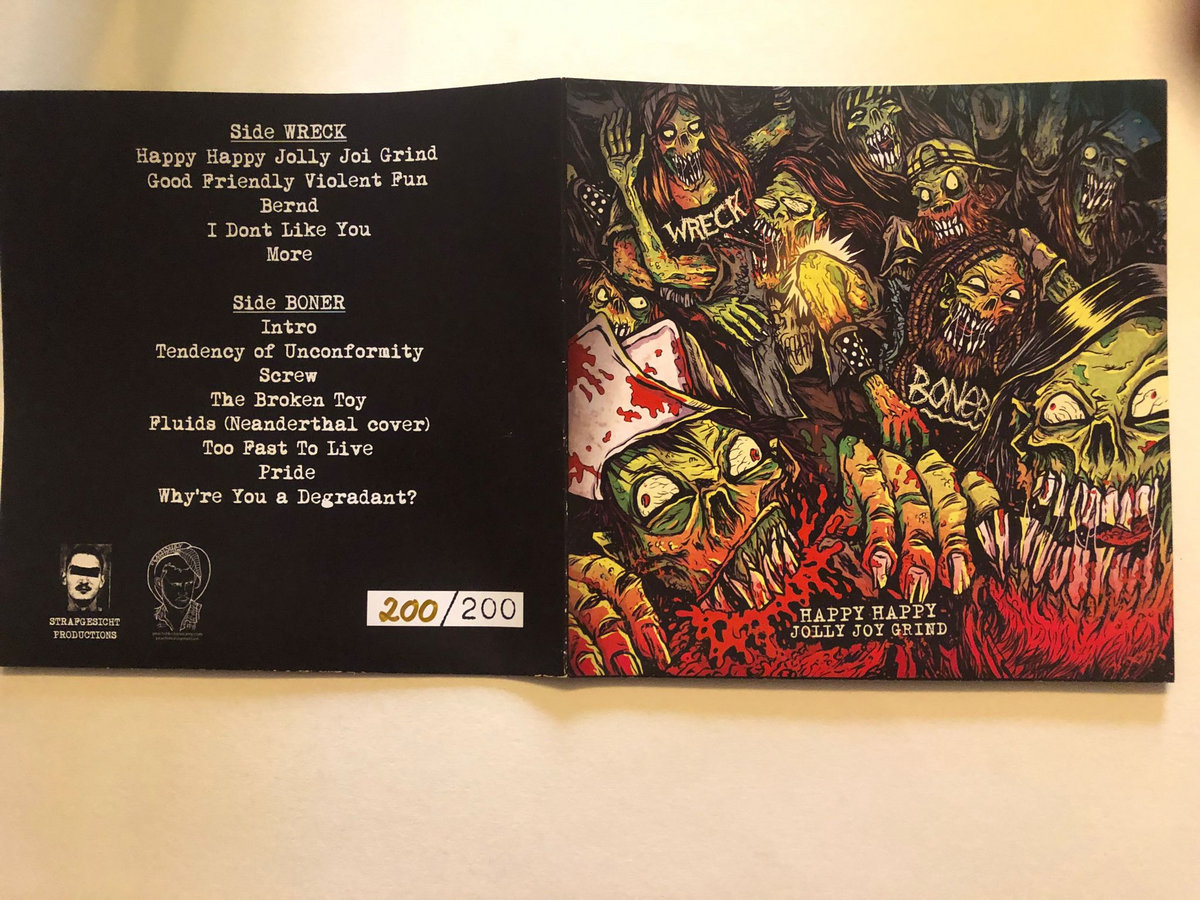 Side WRECK
Happy Happy Jolly Joi Grind
Good Friendly Violent Fun
Bernd
I Dont Like You
More
Side BONER
Intro
Tendency of Unconformity
Screw
The Broken Toy
Fluids (Neanderthal cover)
Too Fast To Live
Pride
Why're You a Degradant?
STRAFGESICHT
PRODUCTIONS
200/200
WRECK
BONER
HAPPY HAPPY
JOLLY JOY GRIND